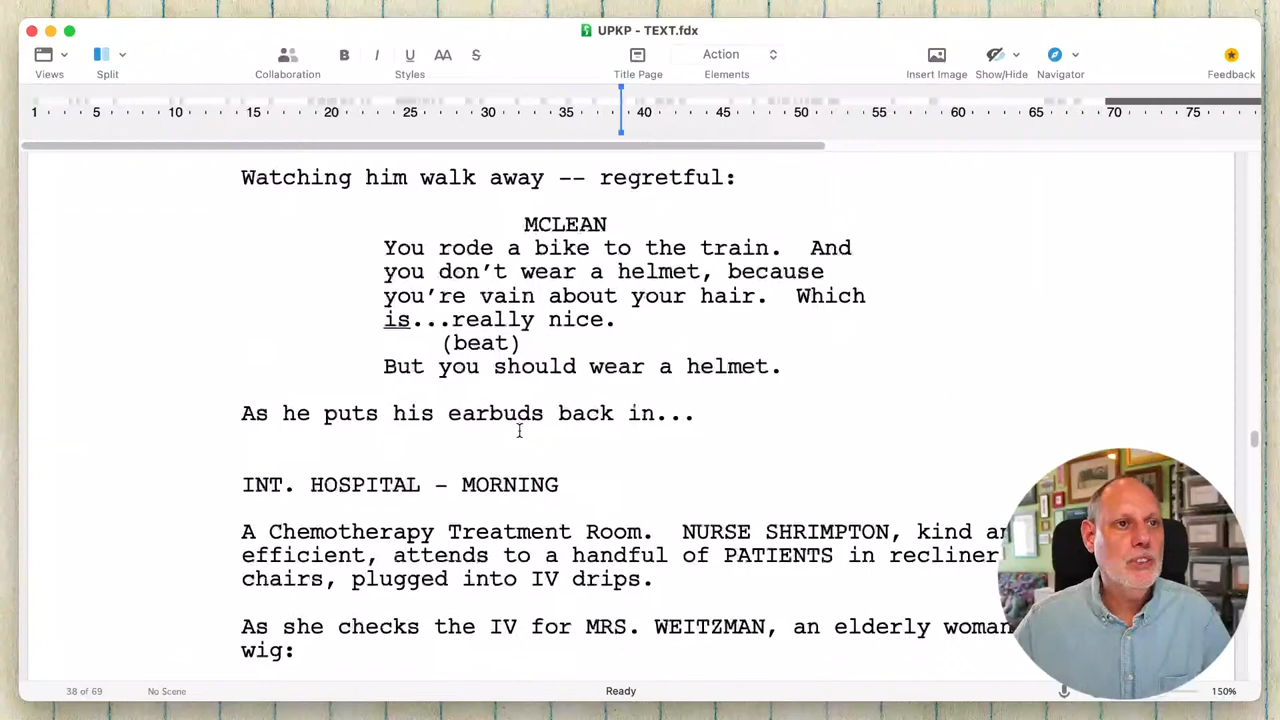 UPKP - TEXT.fdx
B I U AA S Action
Views Split Collaboration Styles Title Page Elements Insert Image Show/Hide Navigator Feedback
1 5 10 15 20 25 30 35 40 45 50 55 60 65 70 75
Watching him walk away -- regretful:
MCLEAN
You rode a bike to the train. And
you don't wear a helmet, because
you're vain about your hair. Which
is...really nice.
(beat)
But you should wear a helmet.
As he puts his earbuds back in...
INT. HOSPITAL – MORNING
A Chemotherapy Treatment Room. NURSE SHRIMPTON, kind
efficient, attends to a handful of PATIENTS in recliner
chairs, plugged into IV drips.
As she checks the IV for MRS. WEITZMAN, an elderly woman
wig:
38 of 69 No Scene Ready 150%